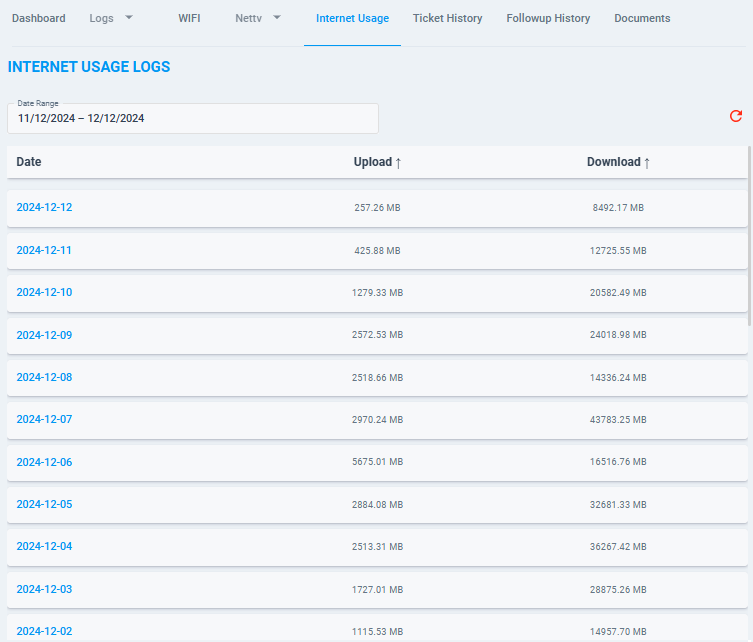 Dashboard Logs WIFI Nettv Internet Usage Ticket History Followup History Documents
INTERNET USAGE LOGS
Date Range
11/12/2024 – 12/12/2024
Date Upload ↑ Download ↑
2024-12-12 257.26 MB 8492.17 MB
2024-12-11 425.88 MB 12725.55 MB
2024-12-10 1279.33 MB 20582.49 MB
2024-12-09 2572.53 MB 24018.98 MB
2024-12-08 2518.66 MB 14336.24 MB
2024-12-07 2970.24 MB 43783.25 MB
2024-12-06 5675.01 MB 16516.76 MB
2024-12-05 2884.08 MB 32681.33 MB
2024-12-04 2513.31 MB 36267.42 MB
2024-12-03 1727.01 MB 28875.26 MB
2024-12-02 1115.53 MB 14957.70 MB